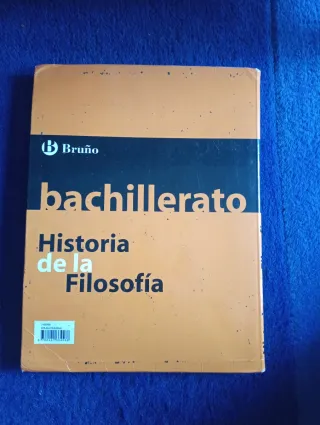 Bruño
bachillerato
Historia
de la
Filosofía